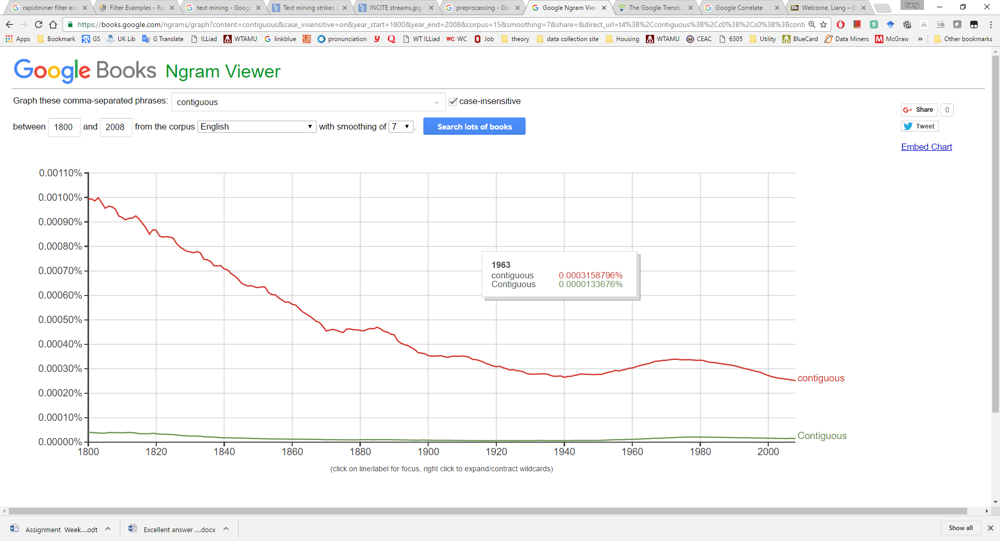 rapidminer filter exa
Filter Examples - Ra
text mining - Goog
Text mining strikes
INCITE streams.jpg
preprocessing - Goo
Google Ngram View
The Google Trends
Google Correlate
Welcome, Liang – B
Liang
https://books.google.com/ngrams/graph?content=contiguous&case_insensitive=on&year_start=1800&year_end=2008&corpus=15&smoothing=7&share=&direct_url=t4%3B%2Ccontiguous%3B%2Cc0%3B%2Cs0%3B%3Bconti
Apps Bookmark GS UK Lib G Translate ILLiad WTAMU linkblue SJR pronunciation WT ILLiad WC WC Job theory data collection site Housing WTAMU CEAC 6305 Utility BlueCard Data Miners McGraw » Other bookmarks
Google Books Ngram Viewer
Graph these comma-separated phrases: contiguous case-insensitive
between 1800 and 2008 from the corpus English with smoothing of 7 . Search lots of books
G+ Share 0
Tweet
Embed Chart
0.00110%
0.00100%
0.00090%
0.00080%
0.00070%
0.00060%
0.00050%
0.00040%
0.00030%
0.00020%
0.00010%
0.00000%
1963
contiguous 0.0003158796%
Contiguous 0.0000133676%
contiguous
Contiguous
1800 1820 1840 1860 1880 1900 1920 1940 1960 1980 2000
(click on line/label for focus, right click to expand/contract wildcards)
Assignment Week....odt
Excellent answer ....docx
Show all